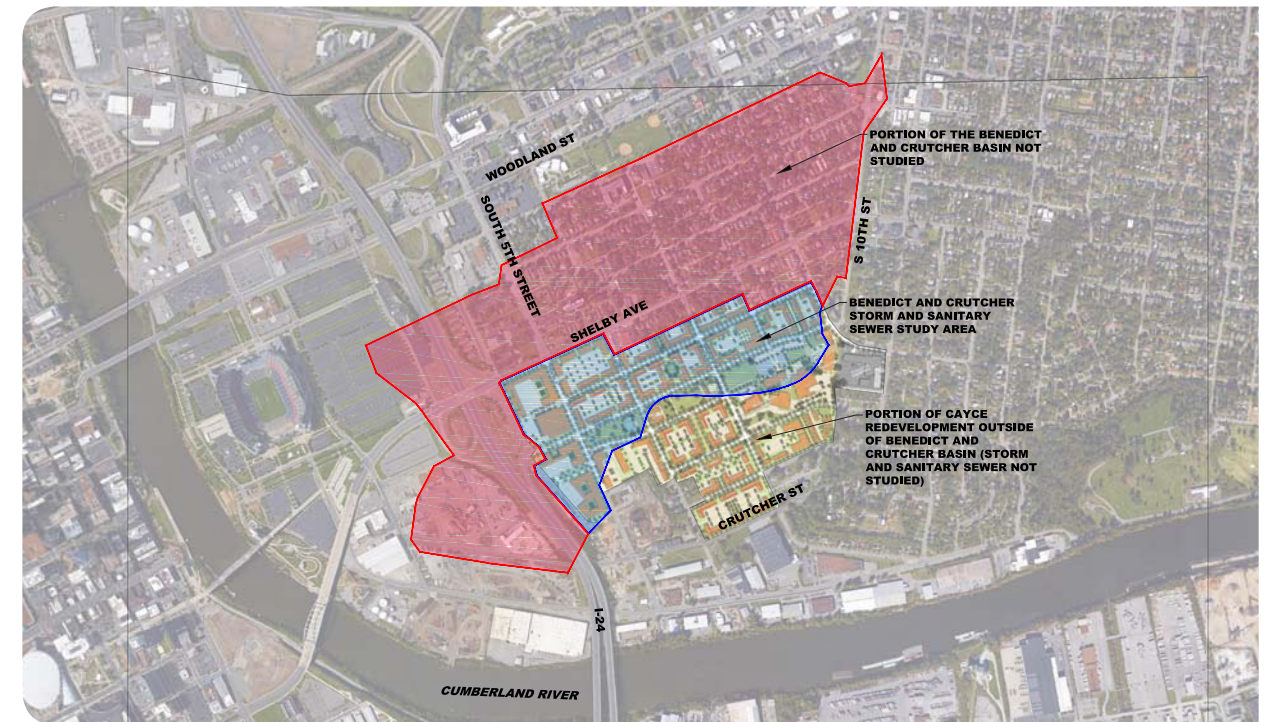 WOODLAND ST
PORTION OF THE BENEDICT
AND CRUTCHER BASIN NOT
STUDIED
SOUTH 5TH STREET
S 10TH ST
SHELBY AVE
BENEDICT AND CRUTCHER
STORM AND SANITARY
SEWER STUDY AREA
PORTION OF CAYCE
REDEVELOPMENT OUTSIDE
OF BENEDICT AND
CRUTCHER BASIN (STORM
AND SANITARY SEWER NOT
STUDIED)
CRUTCHER ST
I-24
CUMBERLAND RIVER